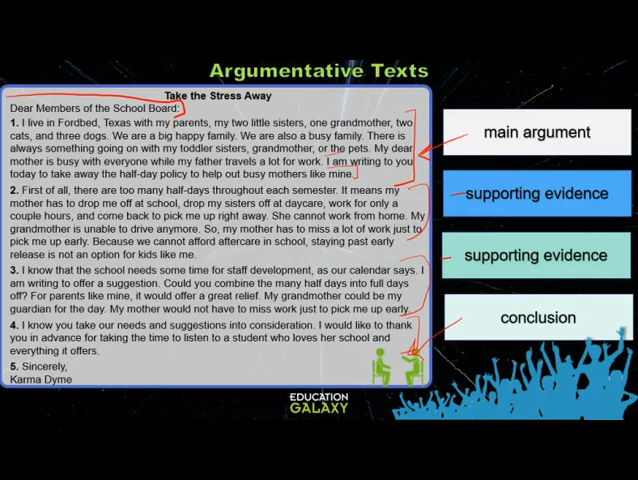 Argumentative Texts
Take the Stress Away
Dear Members of the School Board:
1. I live in Fordbed, Texas with my parents, my two little sisters, one grandmother, two
cats, and three dogs. We are a big happy family. We are also a busy family. There is
always something going on with my toddler sisters, grandmother, or the pets. My dear
mother is busy with everyone while my father travels a lot for work. I am writing to you
today to take away the half-day policy to help out busy mothers like mine.
2. First of all, there are too many half-days throughout each semester. It means my
mother has to drop me off at school, drop my sisters off at daycare, work for only a
couple hours, and come back to pick me up right away. She cannot work from home. My
grandmother is unable to drive anymore. So, my mother has to miss a lot of work just to
pick me up early. Because we cannot afford aftercare in school, staying past early
release is not an option for kids like me.
3. I know that the school needs some time for staff development, as our calendar says. I
am writing to offer a suggestion. Could you combine the many half days into full days
off? For parents like mine, it would offer a great relief. My grandmother could be my
guardian for the day. My mother would not have to miss work just to pick me up early.
4. I know you take our needs and suggestions into consideration. I would like to thank
you in advance for taking the time to listen to a student who loves her school and
everything it offers.
5. Sincerely,
Karma Dyme
main argument
supporting evidence
supporting evidence
conclusion
EDUCATION
GALAXY